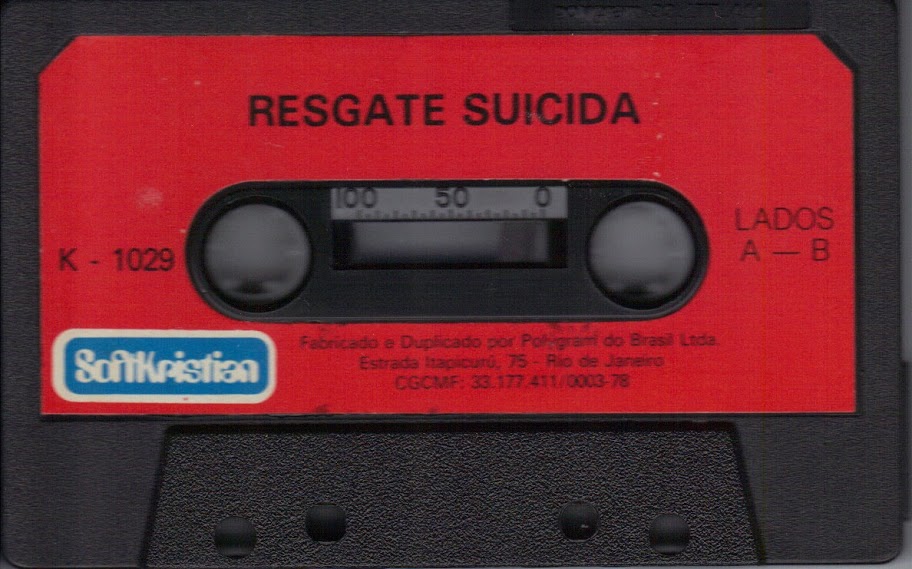 RESGATE SUICIDA
100 50 0
LADOS
A — B
K - 1029
SoftKristian
Fabricado e Duplicado por Polygram do Brasil Ltda.
Estrada Itapicurú, 75 - Rio de Janeiro
CGCMF: 33.177.411/0003-78